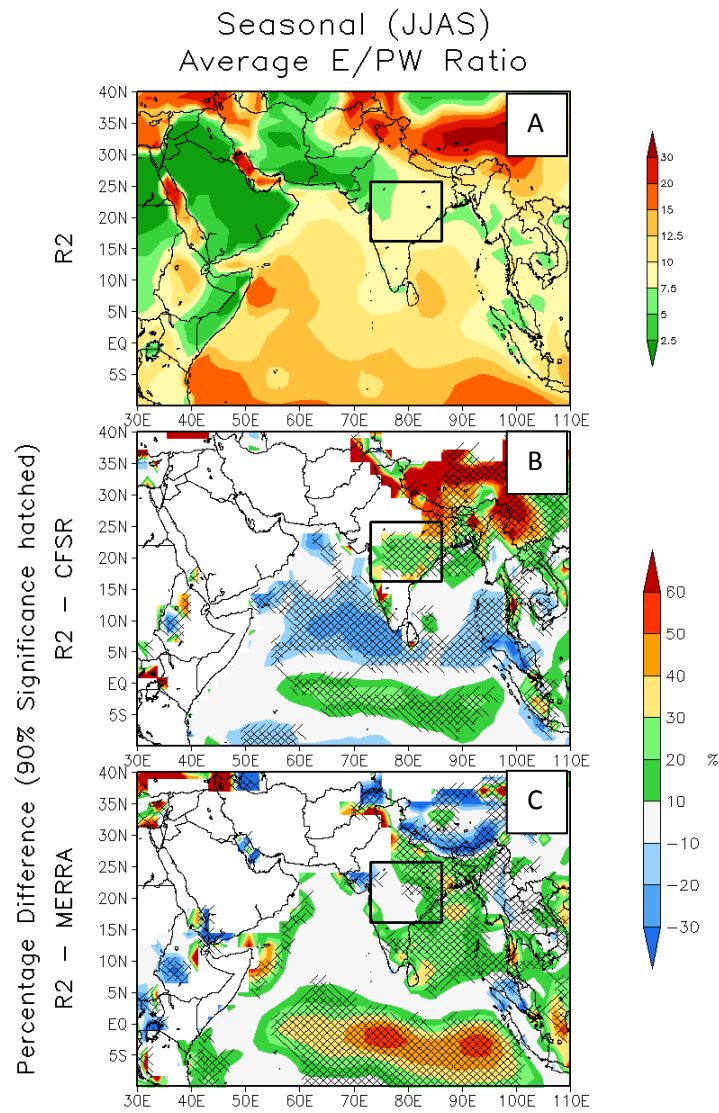 Seasonal (JJAS)
Average E/PW Ratio
R2
A
40N
35N
30N
25N
20N
15N
10N
5N
EQ
5S
30E 40E 50E 60E 70E 80E 90E 100E 110E
30
20
15
12.5
10
7.5
5
2.5
Percentage Difference (90% Significance hatched)
R2 – CFSR
B
40N
35N
30N
25N
20N
15N
10N
5N
EQ
5S
30E 40E 50E 60E 70E 80E 90E 100E 110E
R2 – MERRA
C
40N
35N
30N
25N
20N
15N
10N
5N
EQ
5S
30E 40E 50E 60E 70E 80E 90E 100E 110E
60
50
40
30
20
10
−10
−20
−30
%